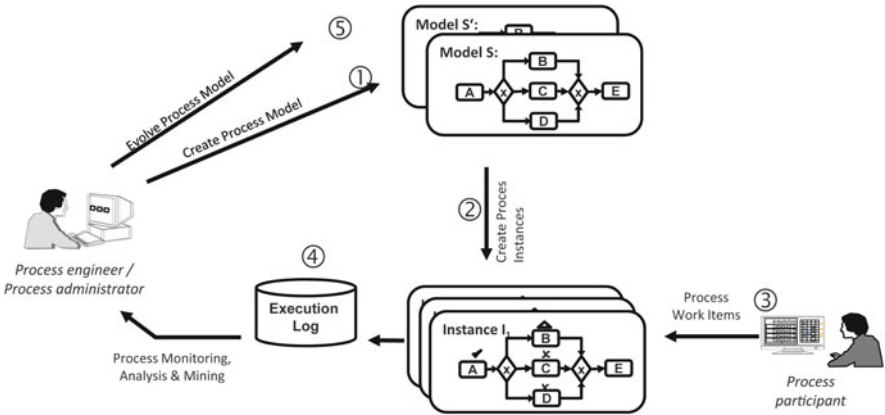 ⑤
Model S':
B
Evolve Process Model
①
Create Process Model
Model S:
B
A
x
C
x
E
D
②
Create Proces
Instances
Process engineer /
Process administrator
④
Execution
Log
Process Monitoring,
Analysis & Mining
Instance I1
B
A
x
C
x
E
D
Process
Work Items
③
Process
participant